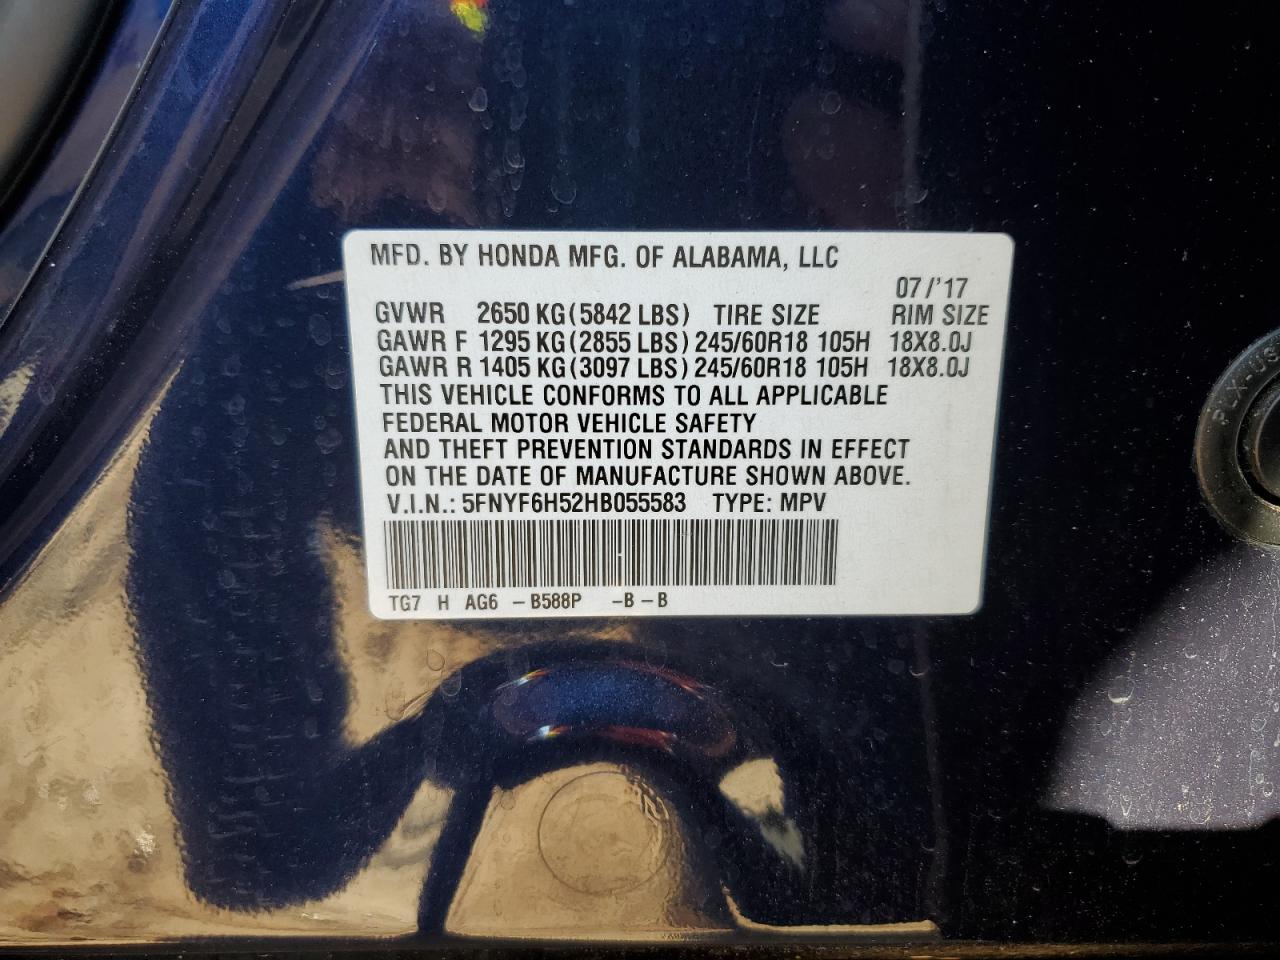 MFD. BY HONDA MFG. OF ALABAMA, LLC
07/'17
GVWR 2650 KG(5842 LBS) TIRE SIZE RIM SIZE
GAWR F 1295 KG(2855 LBS) 245/60R18 105H 18X8.0J
GAWR R 1405 KG(3097 LBS) 245/60R18 105H 18X8.0J
THIS VEHICLE CONFORMS TO ALL APPLICABLE
FEDERAL MOTOR VEHICLE SAFETY
AND THEFT PREVENTION STANDARDS IN EFFECT
ON THE DATE OF MANUFACTURE SHOWN ABOVE.
V.I.N.: 5FNYF6H52HB055583 TYPE: MPV
TG7 H AG6 -B588P -B-B